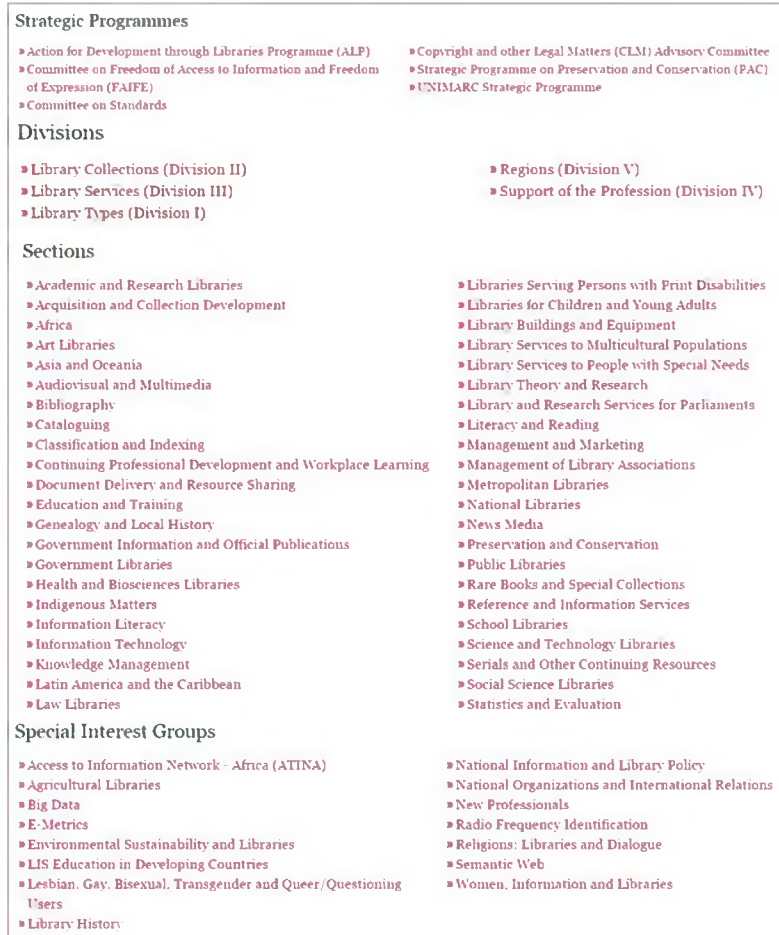 Strategic Programmes
» Action for Development through Libraries Programme (ALP)
» Committee on Freedom of Access to Information and Freedom
of Expression (FAIFE)
» Committee on Standards
» Copyright and other Legal Matters (CLM) Advisory Committee
» Strategic Programme on Preservation and Conservation (PAC)
» UNIMARC Strategic Programme
Divisions
» Library Collections (Division II)
» Library Services (Division III)
» Library Types (Division I)
» Regions (Division V)
» Support of the Profession (Division IV)
Sections
» Academic and Research Libraries
» Acquisition and Collection Development
» Africa
» Art Libraries
» Asia and Oceania
» Audiovisual and Multimedia
» Bibliography
» Cataloguing
» Classification and Indexing
» Continuing Professional Development and Workplace Learning
» Document Delivery and Resource Sharing
» Education and Training
» Genealogy and Local History
» Government Information and Official Publications
» Government Libraries
» Health and Biosciences Libraries
» Indigenous Matters
» Information Literacy
» Information Technology
» Knowledge Management
» Latin America and the Caribbean
» Law Libraries
» Libraries Serving Persons with Print Disabilities
» Libraries for Children and Young Adults
» Library Buildings and Equipment
» Library Services to Multicultural Populations
» Library Services to People with Special Needs
» Library Theory and Research
» Library and Research Services for Parliaments
» Literacy and Reading
» Management and Marketing
» Management of Library Associations
» Metropolitan Libraries
» National Libraries
» News Media
» Preservation and Conservation
» Public Libraries
» Rare Books and Special Collections
» Reference and Information Services
» School Libraries
» Science and Technology Libraries
» Serials and Other Continuing Resources
» Social Science Libraries
» Statistics and Evaluation
Special Interest Groups
» Access to Information Network - Africa (ATINA)
» Agricultural Libraries
» Big Data
» E-Metrics
» Environmental Sustainability and Libraries
» LIS Education in Developing Countries
» Lesbian, Gay, Bisexual, Transgender and Queer/Questioning
Users
» Library History
» National Information and Library Policy
» National Organizations and International Relations
» New Professionals
» Radio Frequency Identification
» Religions: Libraries and Dialogue
» Semantic Web
» Women, Information and Libraries